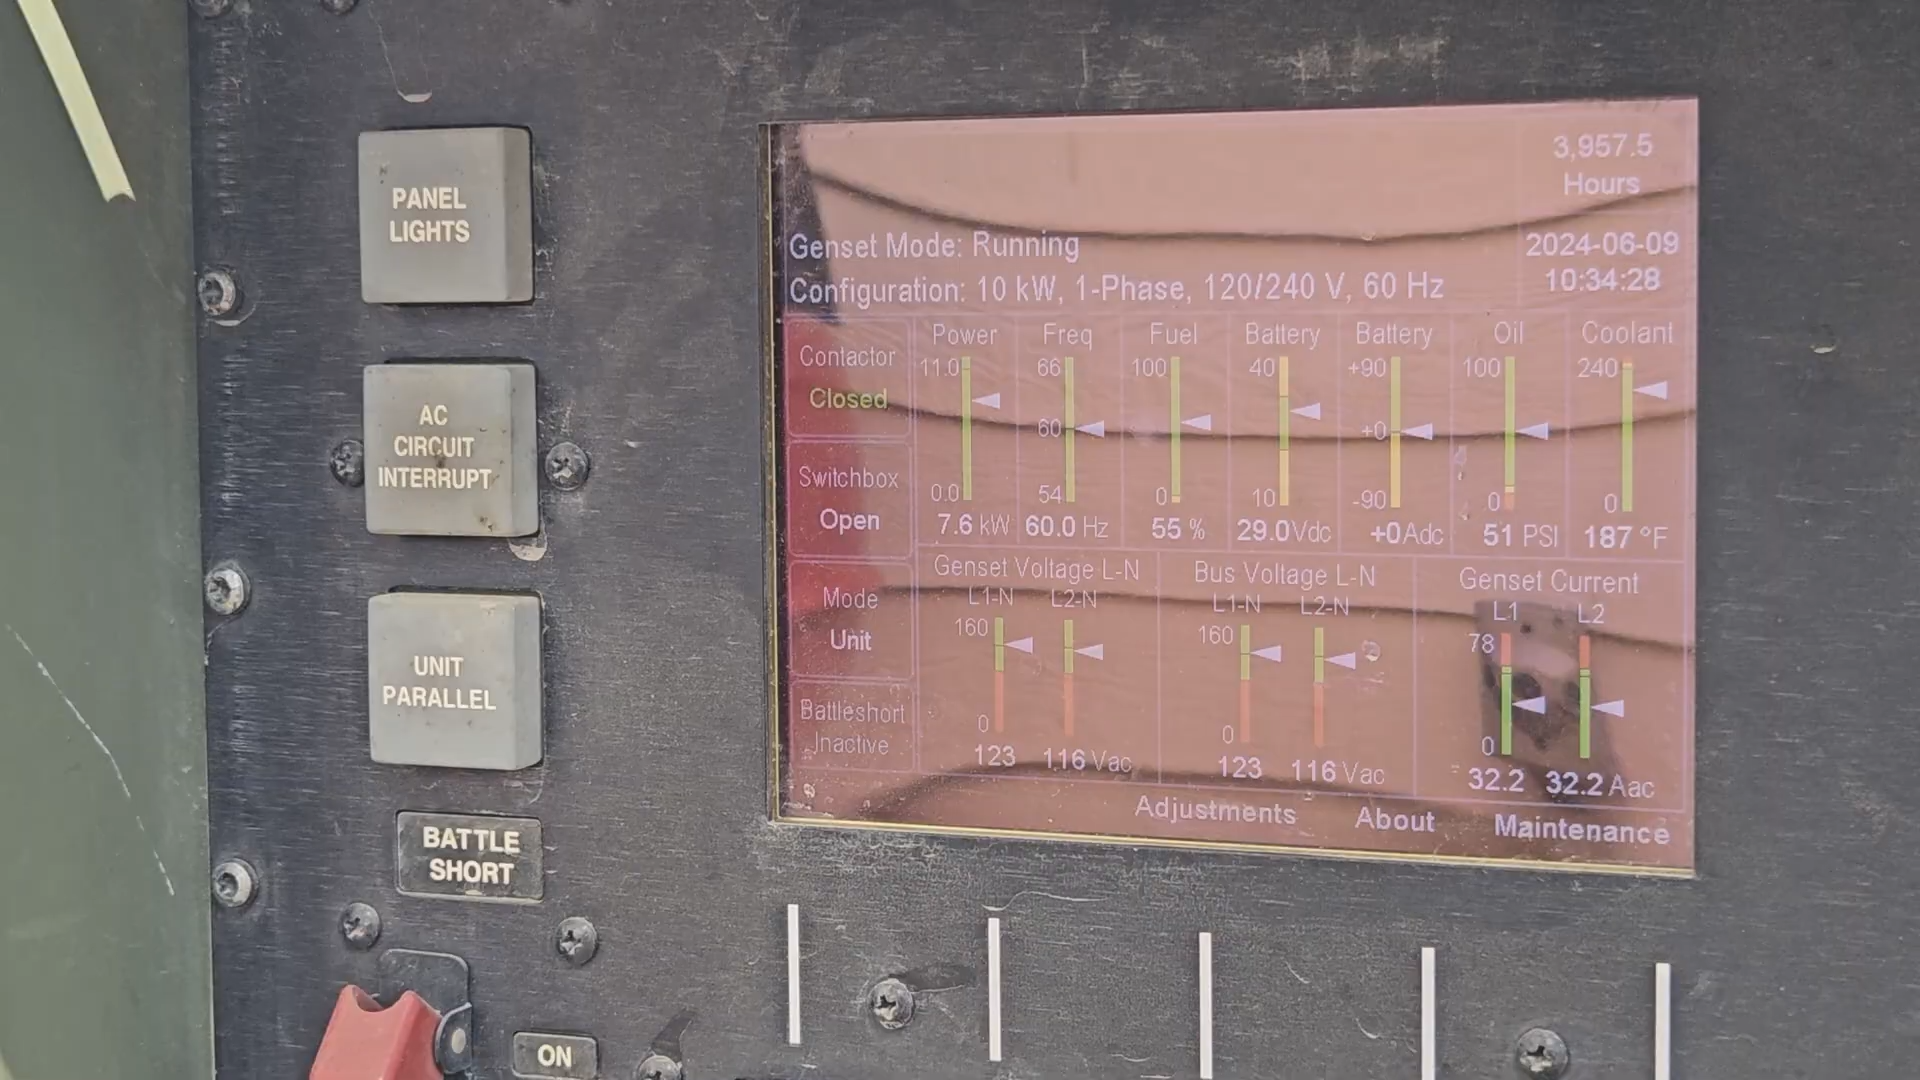 PANEL
LIGHTS
AC
CIRCUIT
INTERRUPT
UNIT
PARALLEL
BATTLE
SHORT
ON
3,957.5
Hours
Genset Mode: Running
2024-06-09
Configuration: 10 kW, 1-Phase, 120/240 V, 60 Hz
10:34:28
Contactor
Closed
Switchbox
Open
Mode
Unit
Battleshort
Inactive
Power Freq Fuel Battery Battery Oil Coolant
11.0 66 100 40 +90 100 240
60 +0
0.0 54 0 10 -90 0 0
7.6 kW 60.0 Hz 55 % 29.0 Vdc +0 Adc 51 PSI 187 °F
Genset Voltage L-N Bus Voltage L-N Genset Current
L1-N L2-N L1-N L2-N L1 L2
160 160 78
0 0 0
123 116 Vac 123 116 Vac 32.2 32.2 Aac
Adjustments About Maintenance